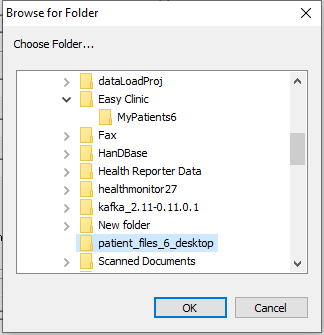 Browse for Folder
Choose Folder...
dataLoadProj
Easy Clinic
MyPatients6
Fax
HanDBase
Health Reporter Data
healthmonitor27
kafka_2.11-0.11.0.1
New folder
patient_files_6_desktop
Scanned Documents
OK
Cancel